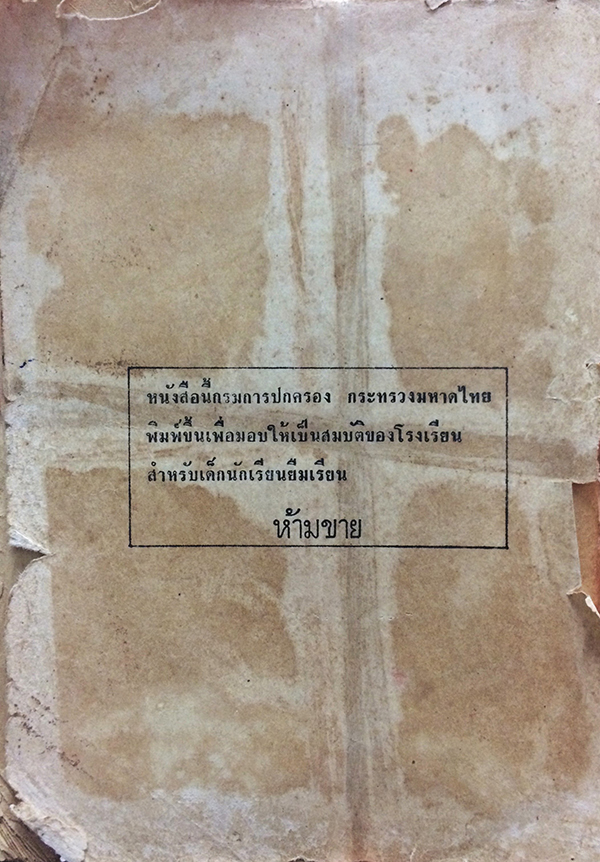 หนังสือนี้กรมการปกครอง กระทรวงมหาดไทย
พิมพ์ขึ้นเพื่อมอบให้เป็นสมบัติของโรงเรียน
สำหรับเด็กนักเรียนยืมเรียน
ห้ามขาย